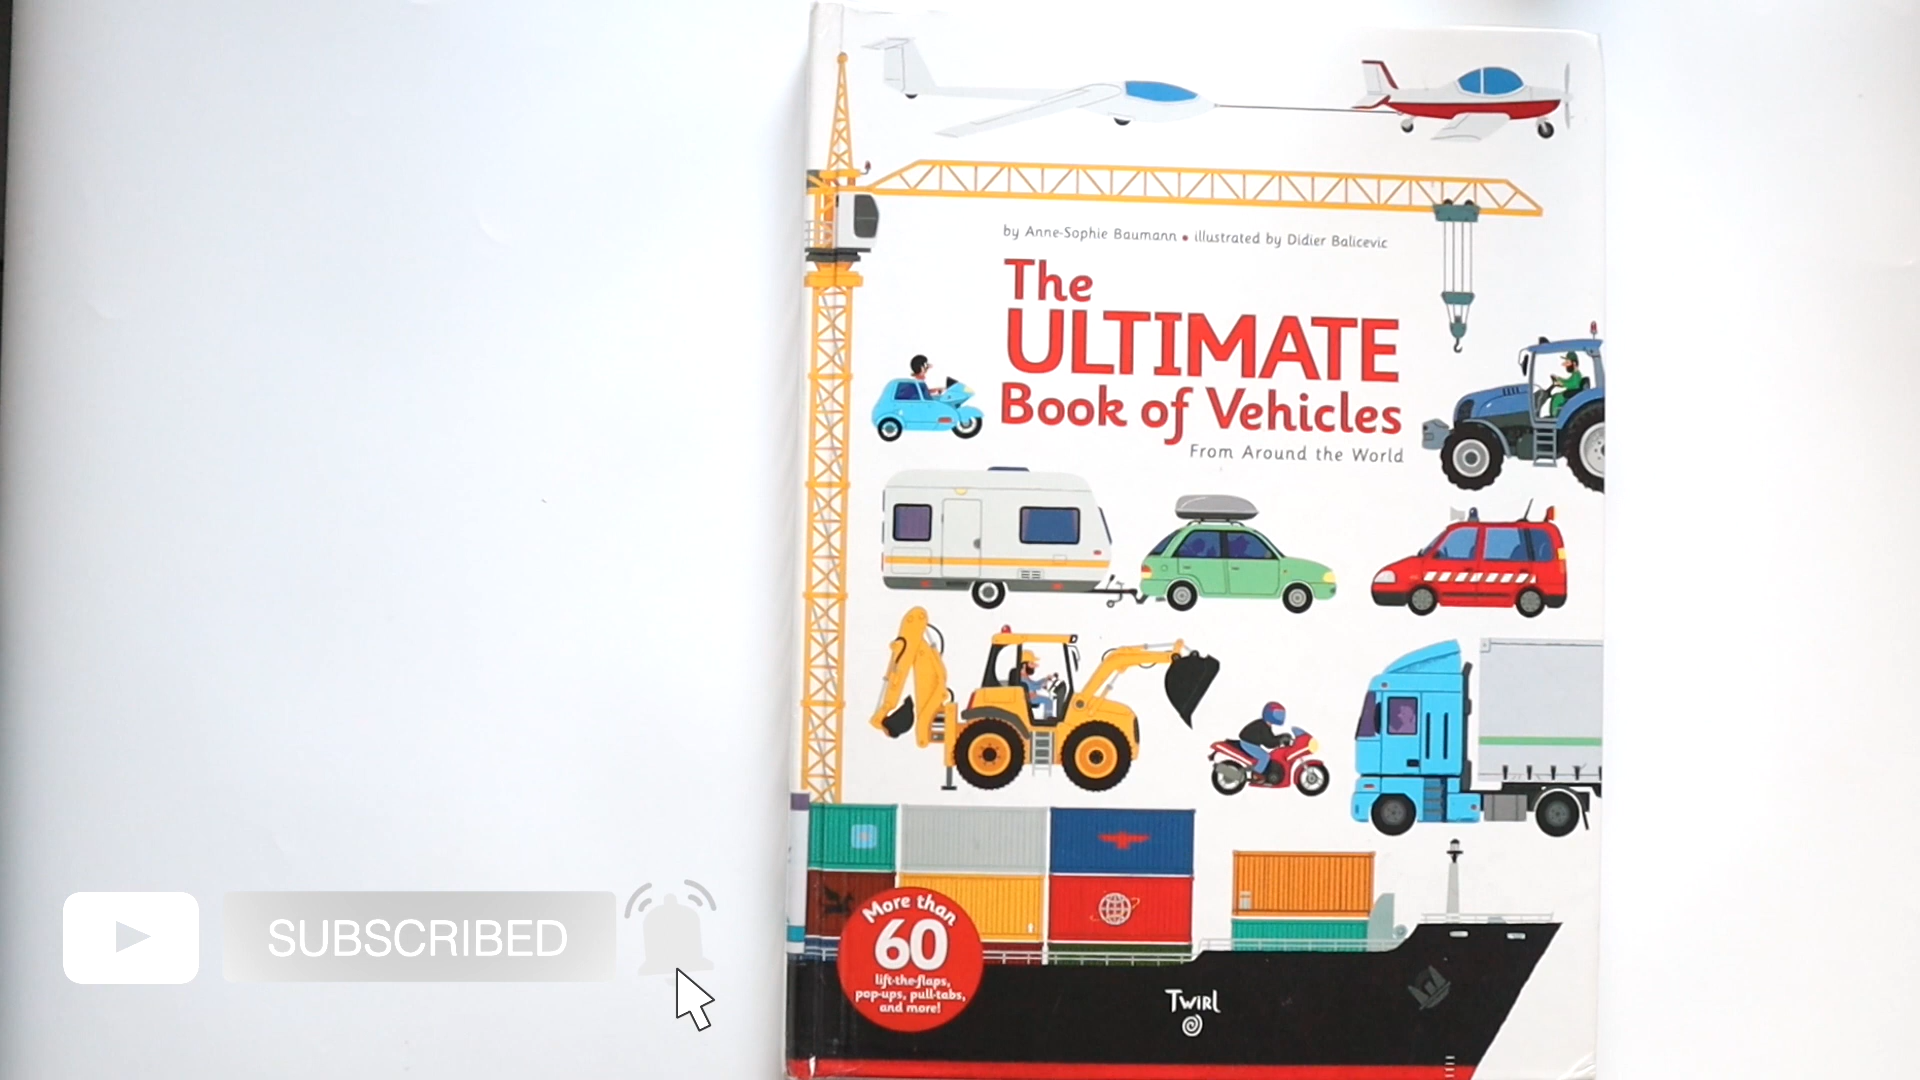 by Anne-Sophie Baumann • illustrated by Didier Balicevic
The
ULTIMATE
Book of Vehicles
From Around the World
More than
60
lift-the-flaps,
pop-ups, pull-tabs,
and more!
TWIRL
SUBSCRIBED